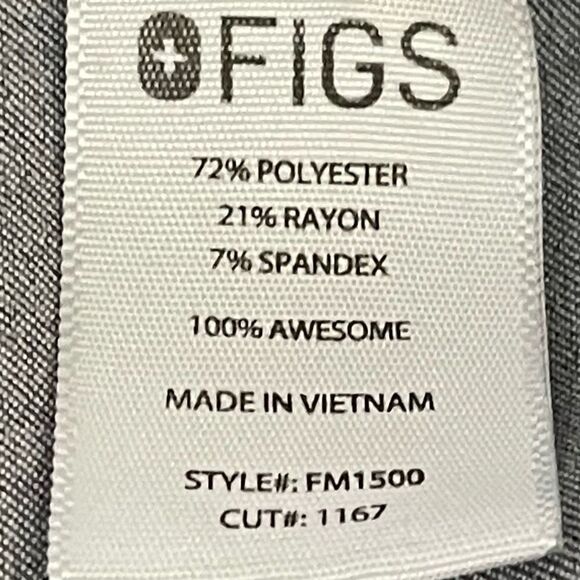 FIGS
72% POLYESTER
21% RAYON
7% SPANDEX
100% AWESOME
MADE IN VIETNAM
STYLE#: FM1500
CUT#: 1167